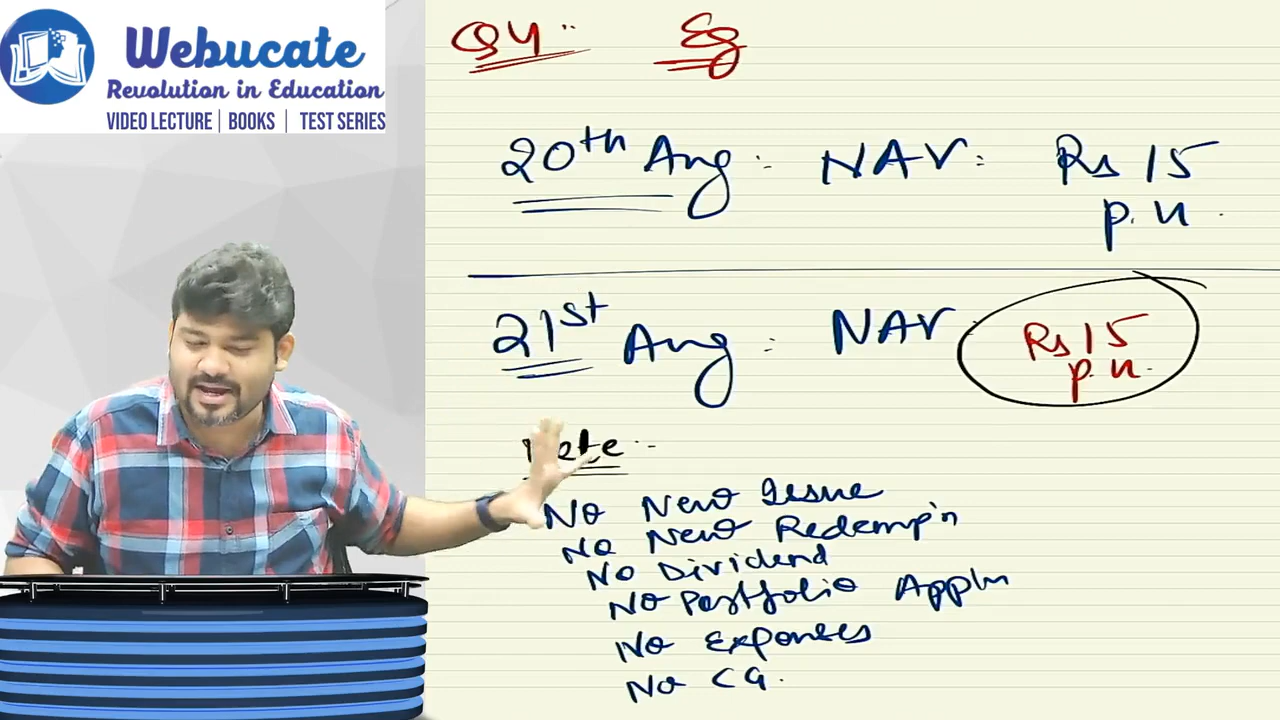 Webucate
Revolution in Education
VIDEO LECTURE | BOOKS | TEST SERIES
Q4 :- Eg
20th Aug : NAV : Rs 15
p.u.
21st Aug : NAV Rs 15
p.u.
Note :-
No New Issue
No New Redemp'n
No Dividend
No Portfolio Appln
No Expenses
No CG.